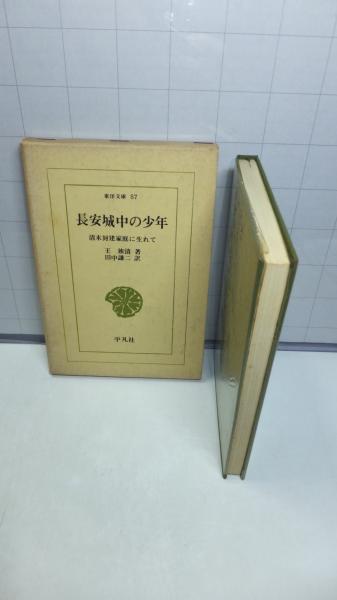 東洋文庫 57
長安城中の少年
清末封建家庭に生れて
王独清 著
田中謙二 訳
平凡社